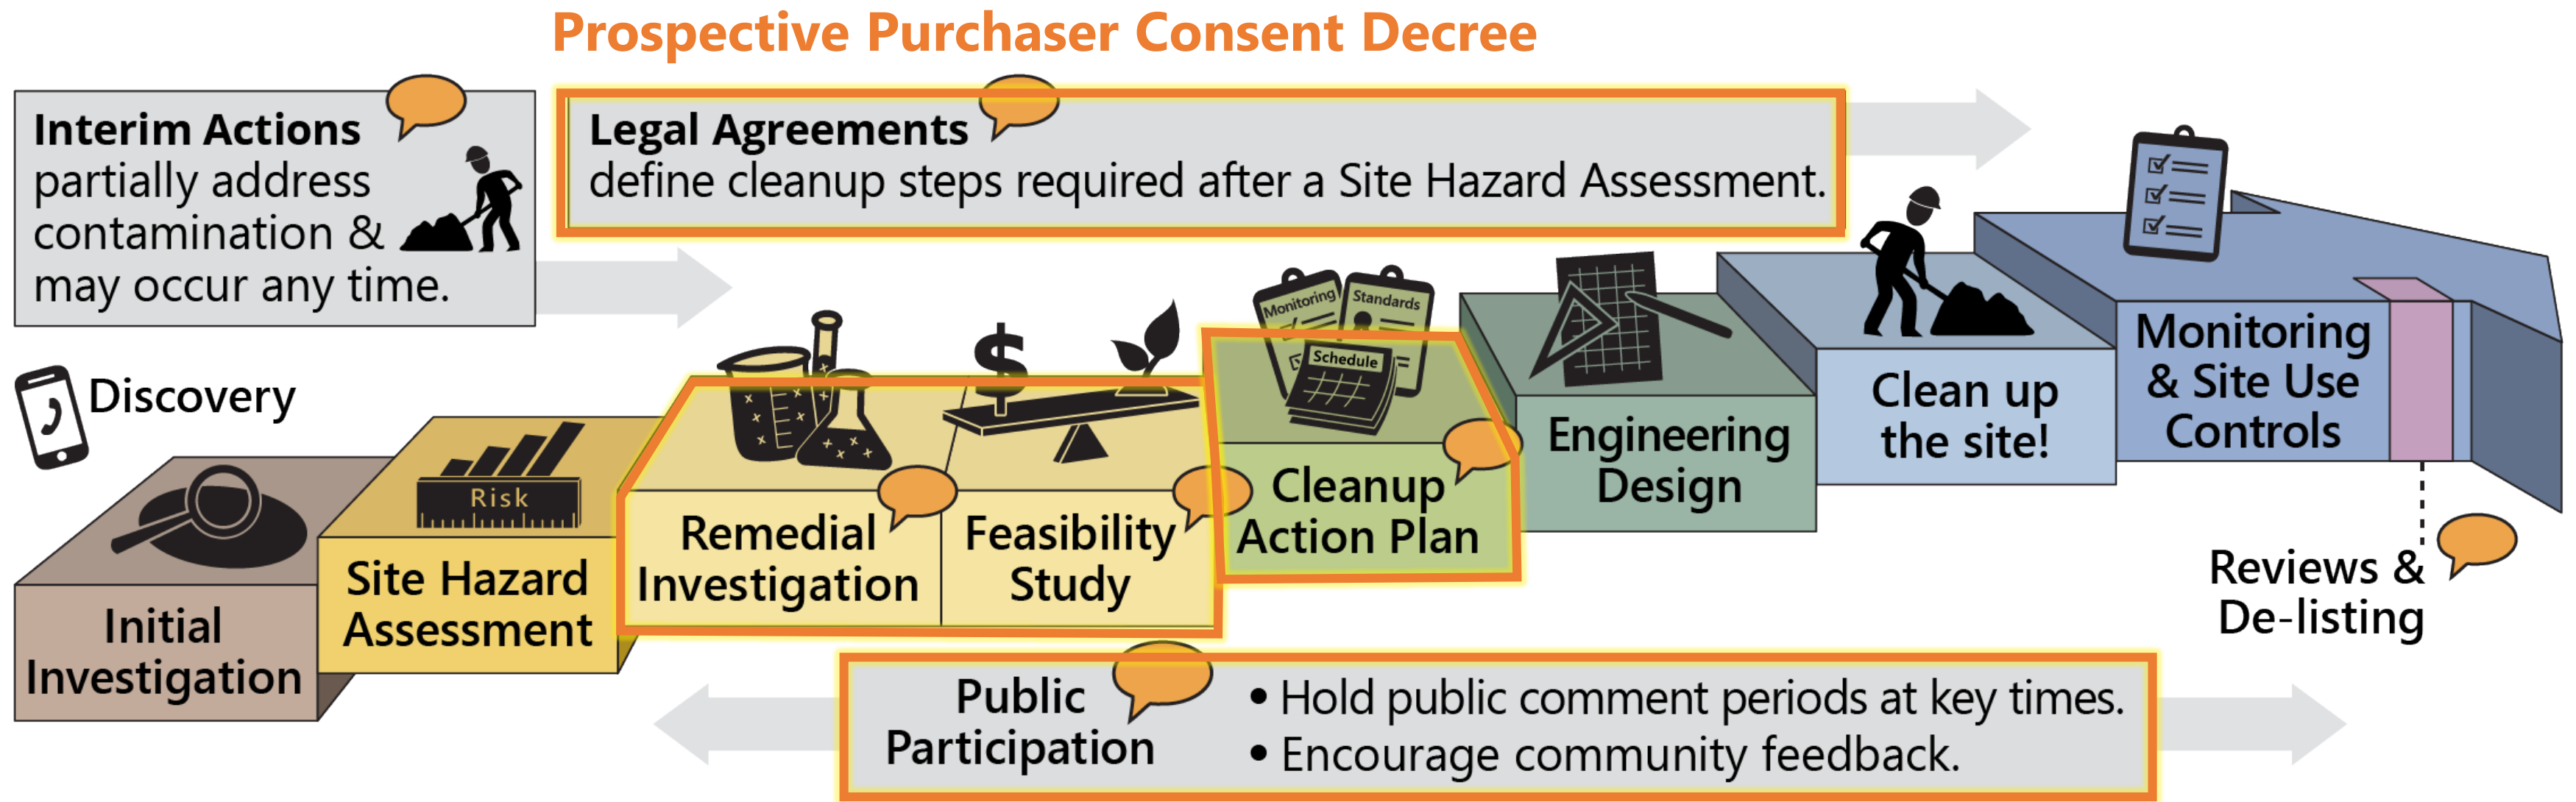 Prospective Purchaser Consent Decree
Interim Actions
partially address
contamination &
may occur any time.
Legal Agreements
define cleanup steps required after a Site Hazard Assessment.
Discovery
Initial
Investigation
Risk
Site Hazard
Assessment
Remedial
Investigation
$
Feasibility
Study
Monitoring
Standards
Schedule
Cleanup
Action Plan
Engineering
Design
Clean up
the site!
Monitoring
& Site Use
Controls
Reviews &
De-listing
Public
Participation
• Hold public comment periods at key times.
• Encourage community feedback.